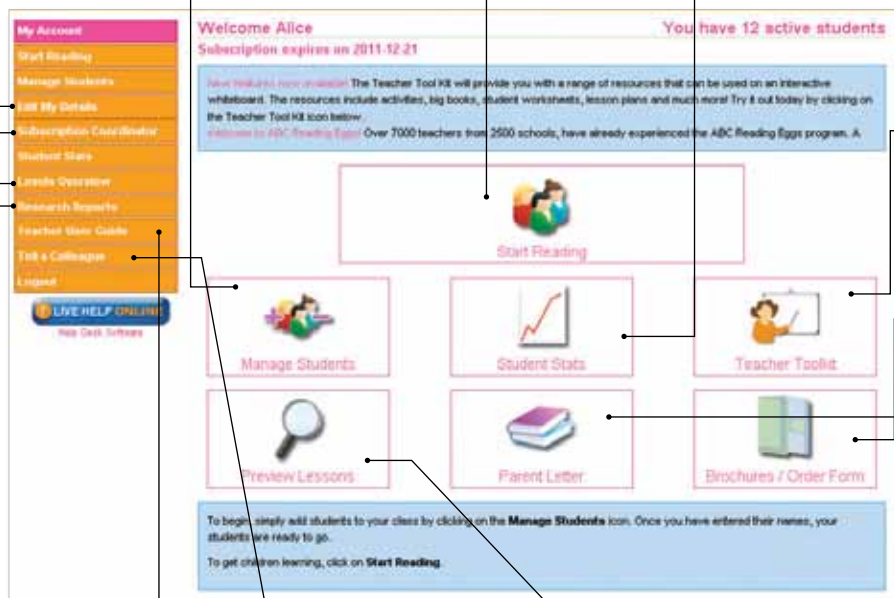 My Account
Start Reading
Manage Students
Edit My Details
Subscription Coordinator
Student Stats
Levels Overview
Research Reports
Teacher User Guide
Tell a Colleague
Logout
LIVE HELP ONLINE
Help Desk Software
Welcome Alice
You have 12 active students
Subscription expires on 2011-12-21
New features now available! The Teacher Tool Kit will provide you with a range of resources that can be used on an interactive
whiteboard. The resources include activities, big books, student worksheets, lesson plans and much more! Try it out today by clicking on
the Teacher Tool Kit icon below.
Welcome to ABC Reading Eggs! Over 7000 teachers from 2500 schools, have already experienced the ABC Reading Eggs program. A
Start Reading
Manage Students
Student Stats
Teacher Toolkit
Preview Lessons
Parent Letter
Brochures / Order Form
To begin, simply add students to your class by clicking on the Manage Students icon. Once you have entered their names, your
students are ready to go.
To get children learning, click on Start Reading.